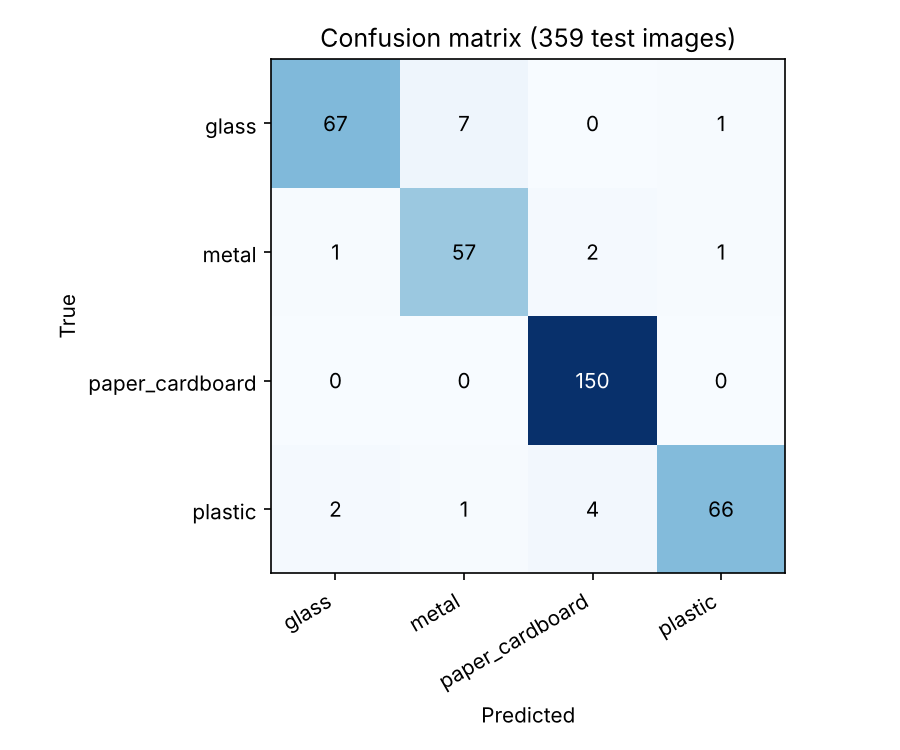 Confusion matrix (359 test images)
glass 67 7 0 1
metal 1 57 2 1
True
paper_cardboard 0 0 150 0
plastic 2 1 4 66
glass metal paper_cardboard plastic
Predicted